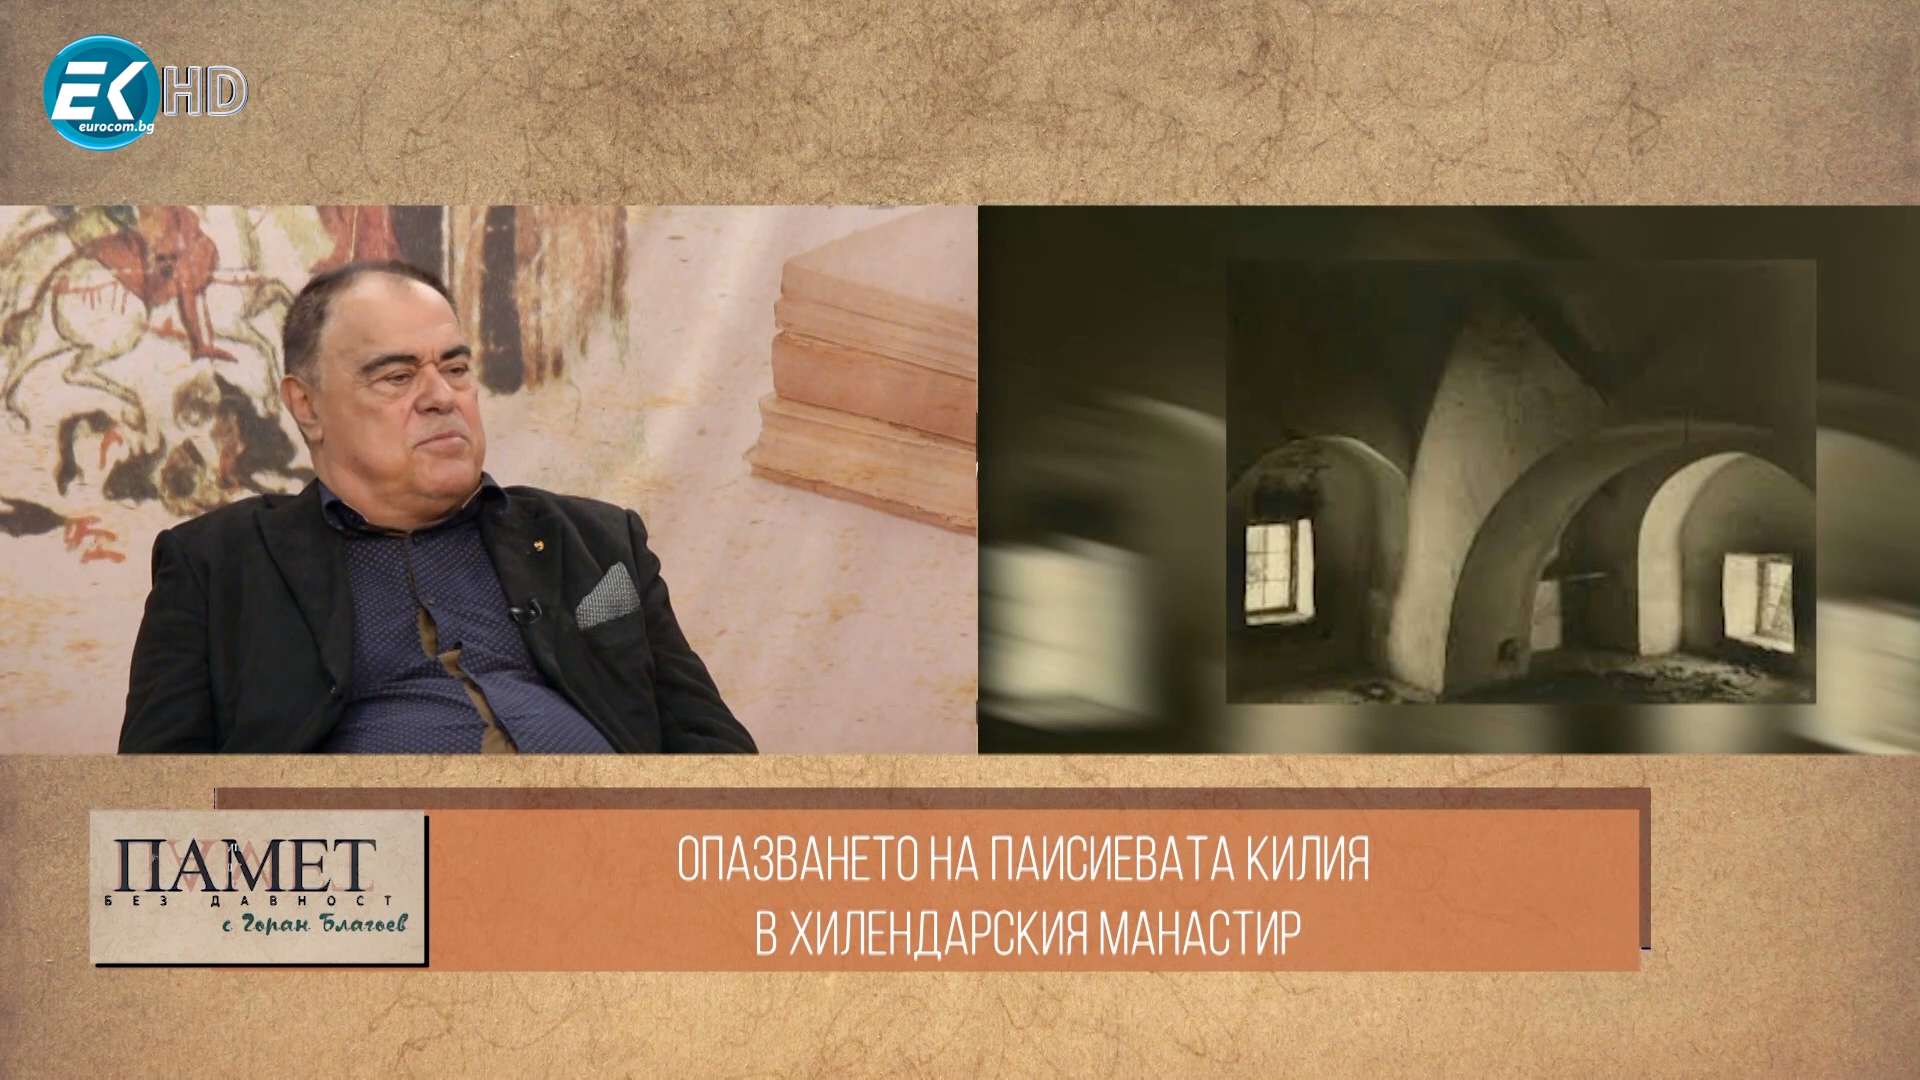 EK HD
eurocom.bg
ПАМЕТ
БЕЗ ДАВНОСТ
с Горан Благоев
ОПАЗВАНЕТО НА ПАИСИЕВАТА КИЛИЯ
В ХИЛЕНДАРСКИЯ МАНАСТИР